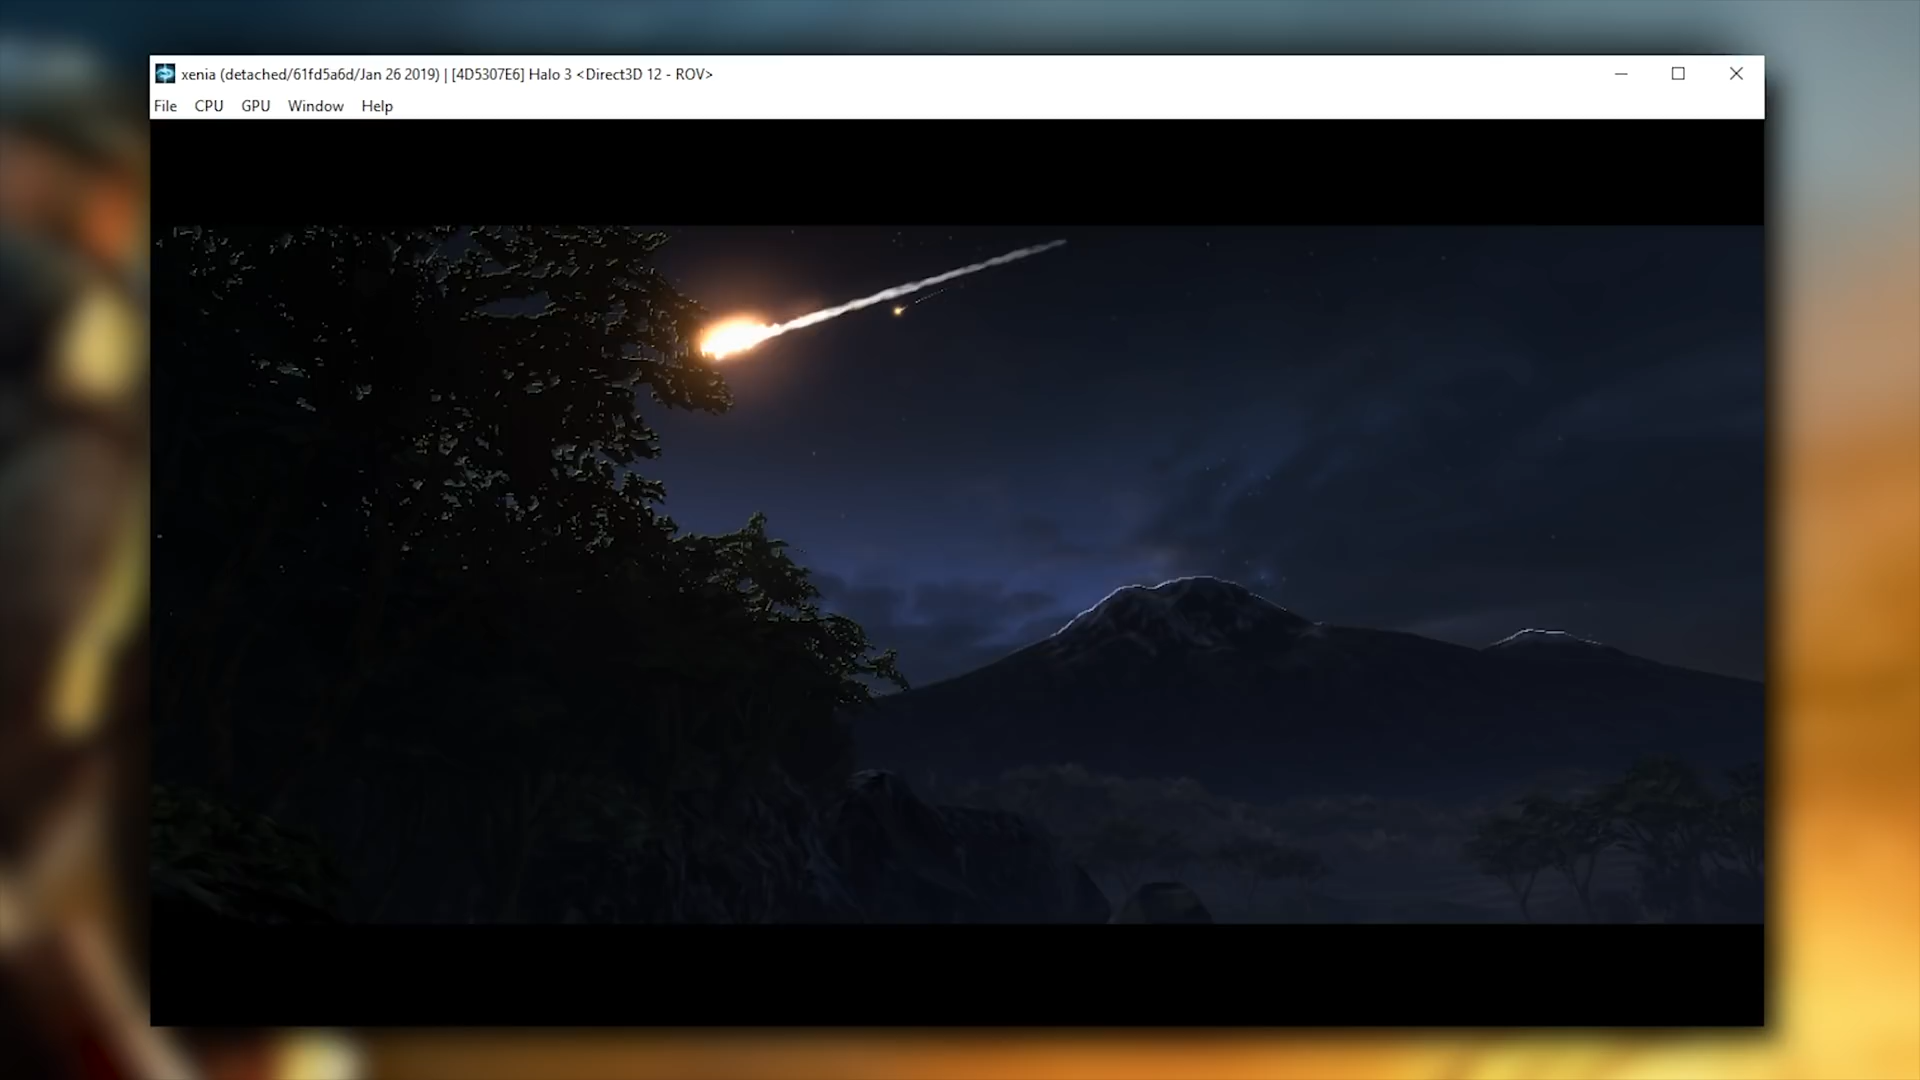 xenia (detached/61fd5a6d/Jan 26 2019) | [4D5307E6] Halo 3 <Direct3D 12 - ROV>
File CPU GPU Window Help